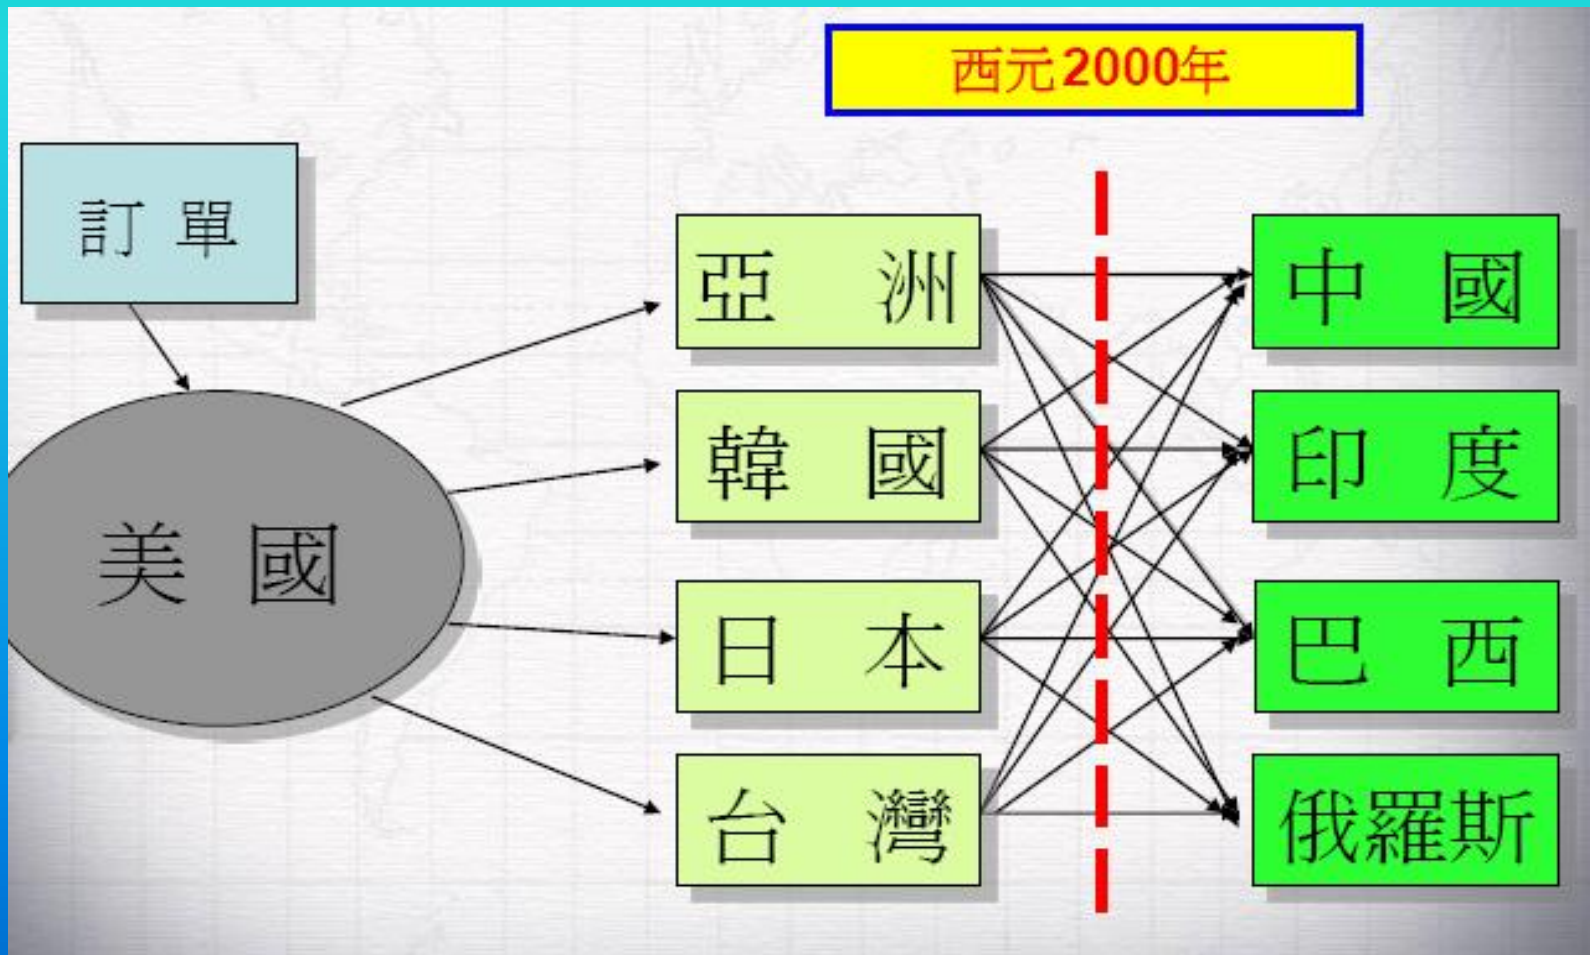 西元2000年
訂單
美國
亞洲
韓國
日本
台灣
中國
印度
巴西
俄羅斯